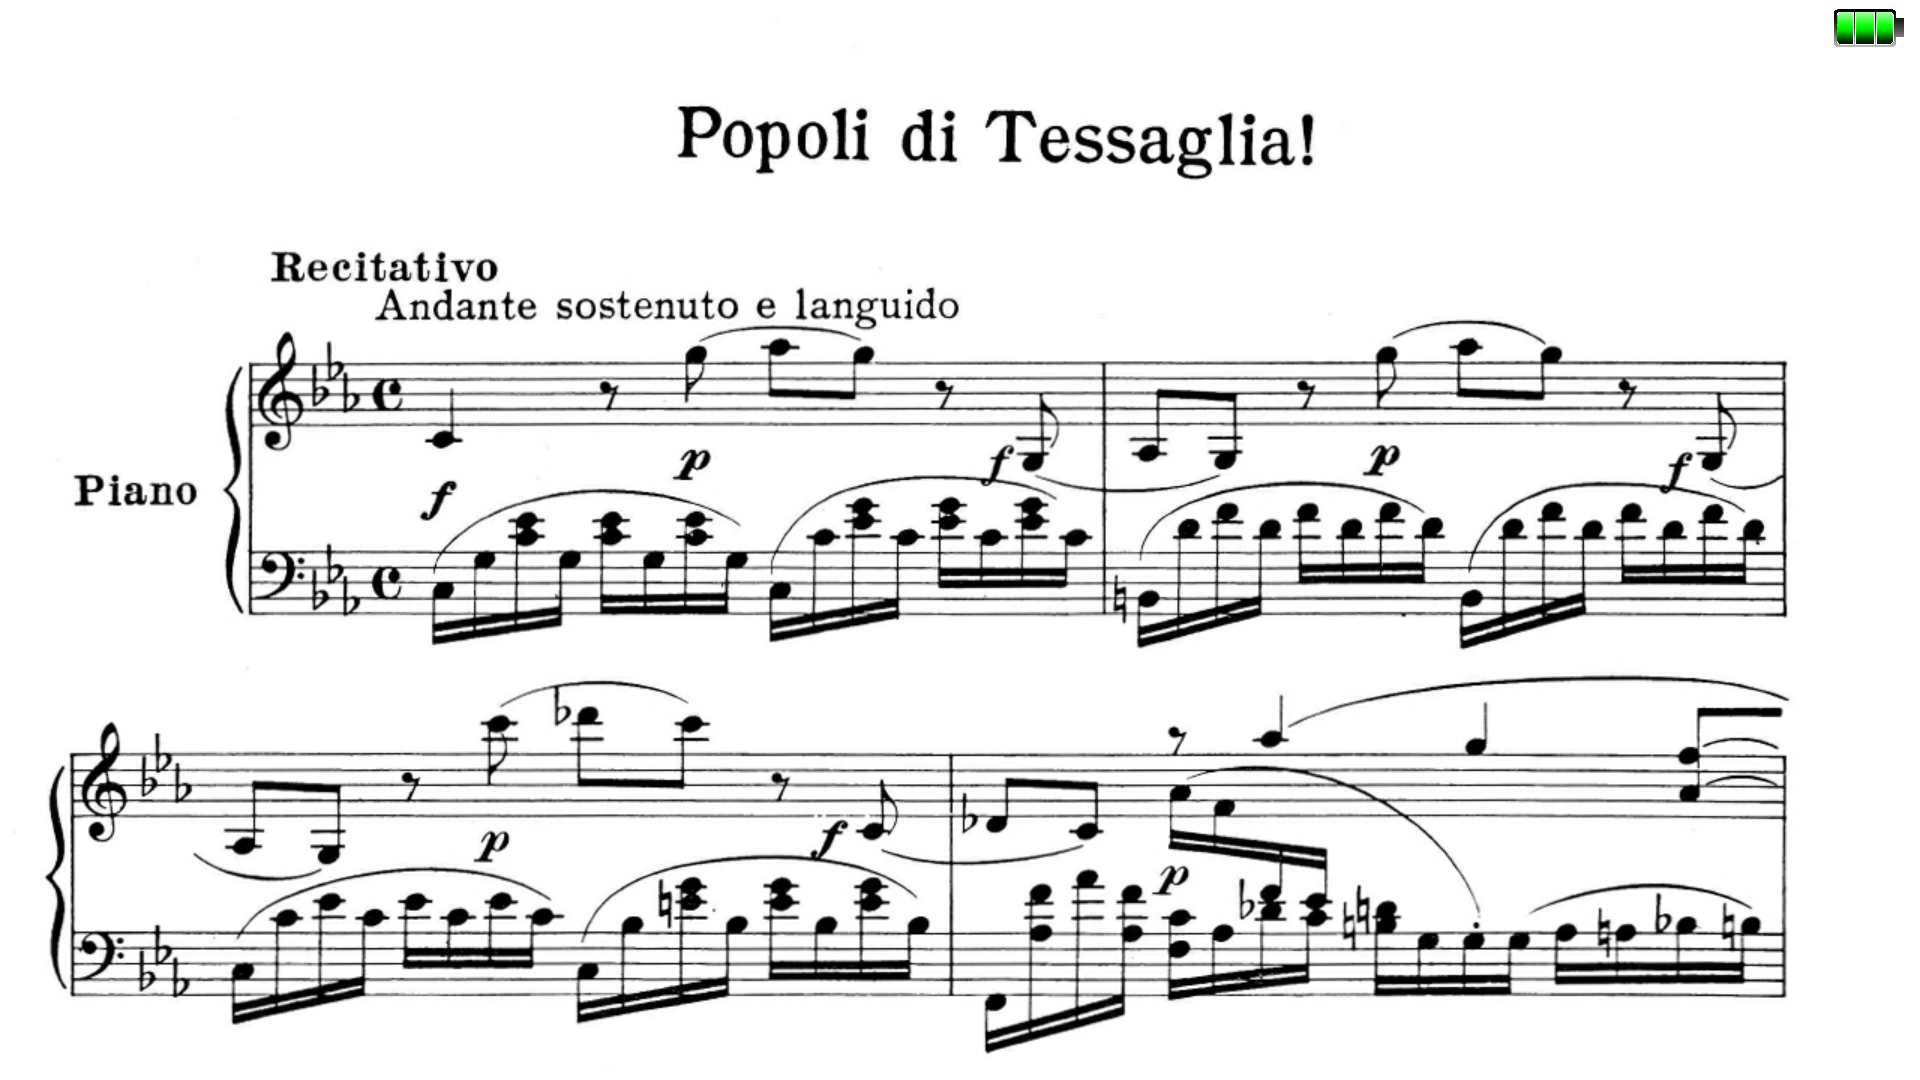 Popoli di Tessaglia!
Recitativo
Andante sostenuto e languido
p
f
p
f
Piano
f
p
f
p